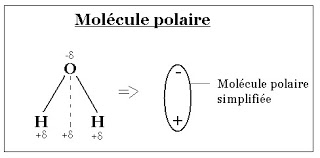 Molécule polaire
-δ
O
H H
+δ +δ +δ
=>
-
+
Molécule polaire
simplifiée